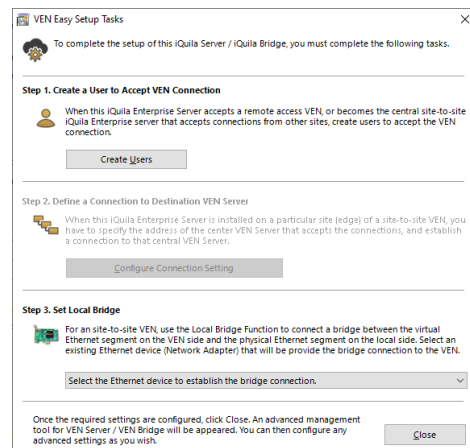 VEN Easy Setup Tasks
To complete the setup of this iQuila Server / iQuila Bridge, you must complete the following tasks.
Step 1. Create a User to Accept VEN Connection
When this iQuila Enterprise Server accepts a remote access VEN, or becomes the central site-to-site
iQuila Enterprise server that accepts connections from other sites, create users to accept the VEN
connection.
Create Users
Step 2. Define a Connection to Destination VEN Server
When this iQuila Enterprise Server is installed on a particular site (edge) of a site-to-site VEN, you
have to specify the address of the center VEN Server that accepts the connections, and establish
a connection to that central VEN Server.
Configure Connection Setting
Step 3. Set Local Bridge
For an site-to-site VEN, use the Local Bridge Function to connect a bridge between the virtual
Ethernet segment on the VEN side and the physical Ethernet segment on the local side. Select an
existing Ethernet device (Network Adapter) that will be provide the bridge connection to the VEN.
Select the Ethernet device to establish the bridge connection.
Once the required settings are configured, click Close. An advanced management
tool for VEN Server / VEN Bridge will be appeared. You can then configure any
advanced settings as you wish.
Close